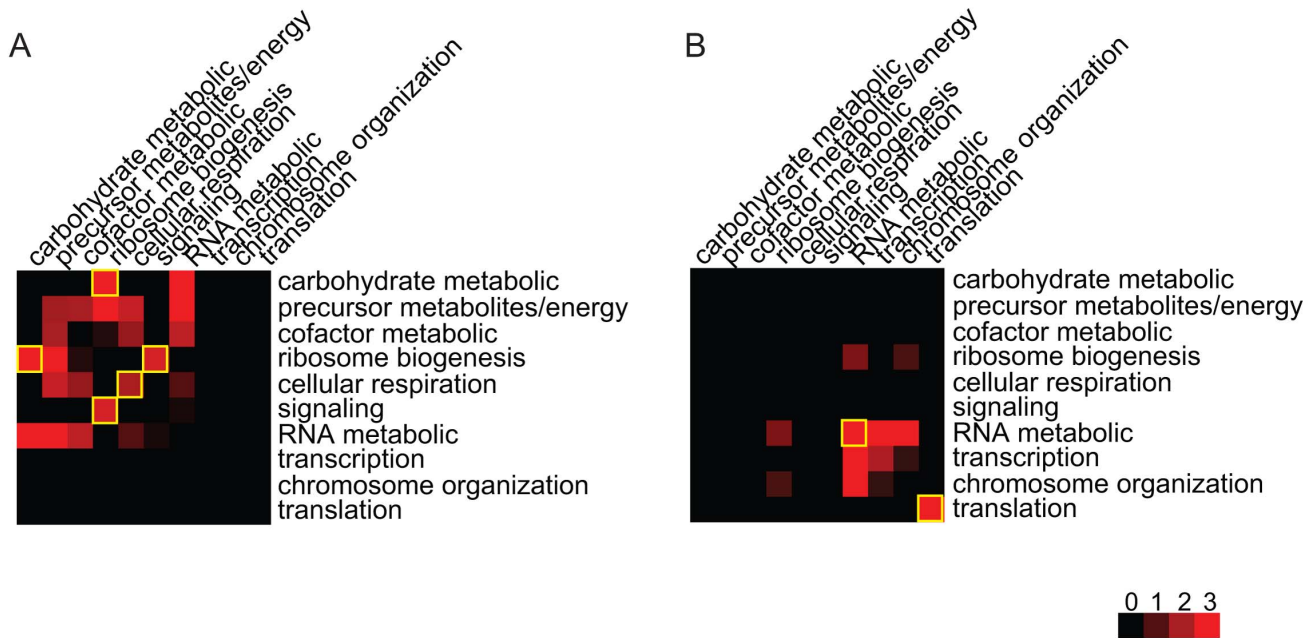 A
carbohydrate metabolic
precursor metabolites/energy
cofactor metabolic
ribosome biogenesis
cellular respiration
signaling
RNA metabolic
transcription
chromosome organization
translation
carbohydrate metabolic
precursor metabolites/energy
cofactor metabolic
ribosome biogenesis
cellular respiration
signaling
RNA metabolic
transcription
chromosome organization
translation
B
carbohydrate metabolic
precursor metabolites/energy
cofactor metabolic
ribosome biogenesis
cellular respiration
signaling
RNA metabolic
transcription
chromosome organization
translation
carbohydrate metabolic
precursor metabolites/energy
cofactor metabolic
ribosome biogenesis
cellular respiration
signaling
RNA metabolic
transcription
chromosome organization
translation
0 1 2 3